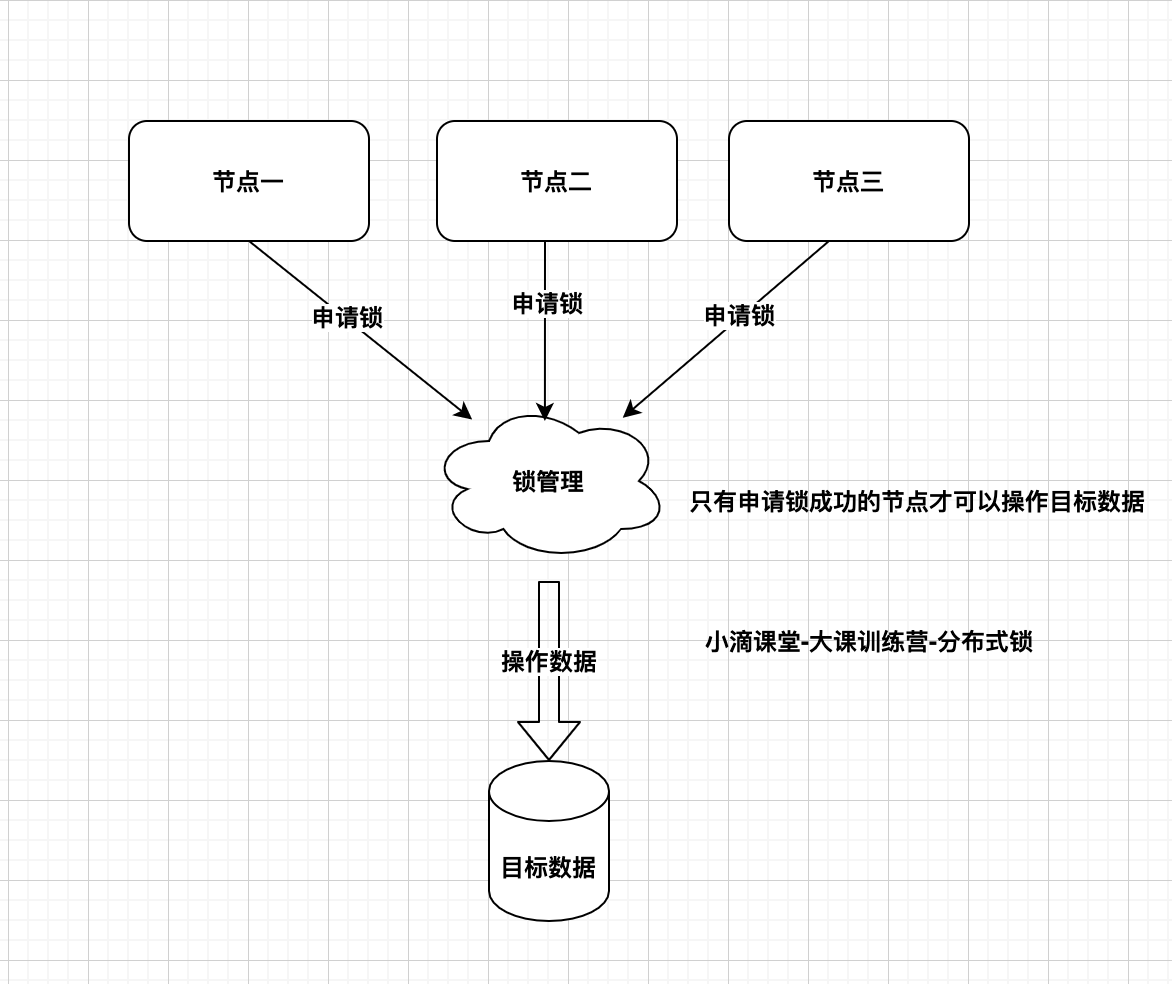 节点一
节点二
节点三
申请锁
申请锁
申请锁
锁管理
只有申请锁成功的节点才可以操作目标数据
小滴课堂-大课训练营-分布式锁
操作数据
目标数据